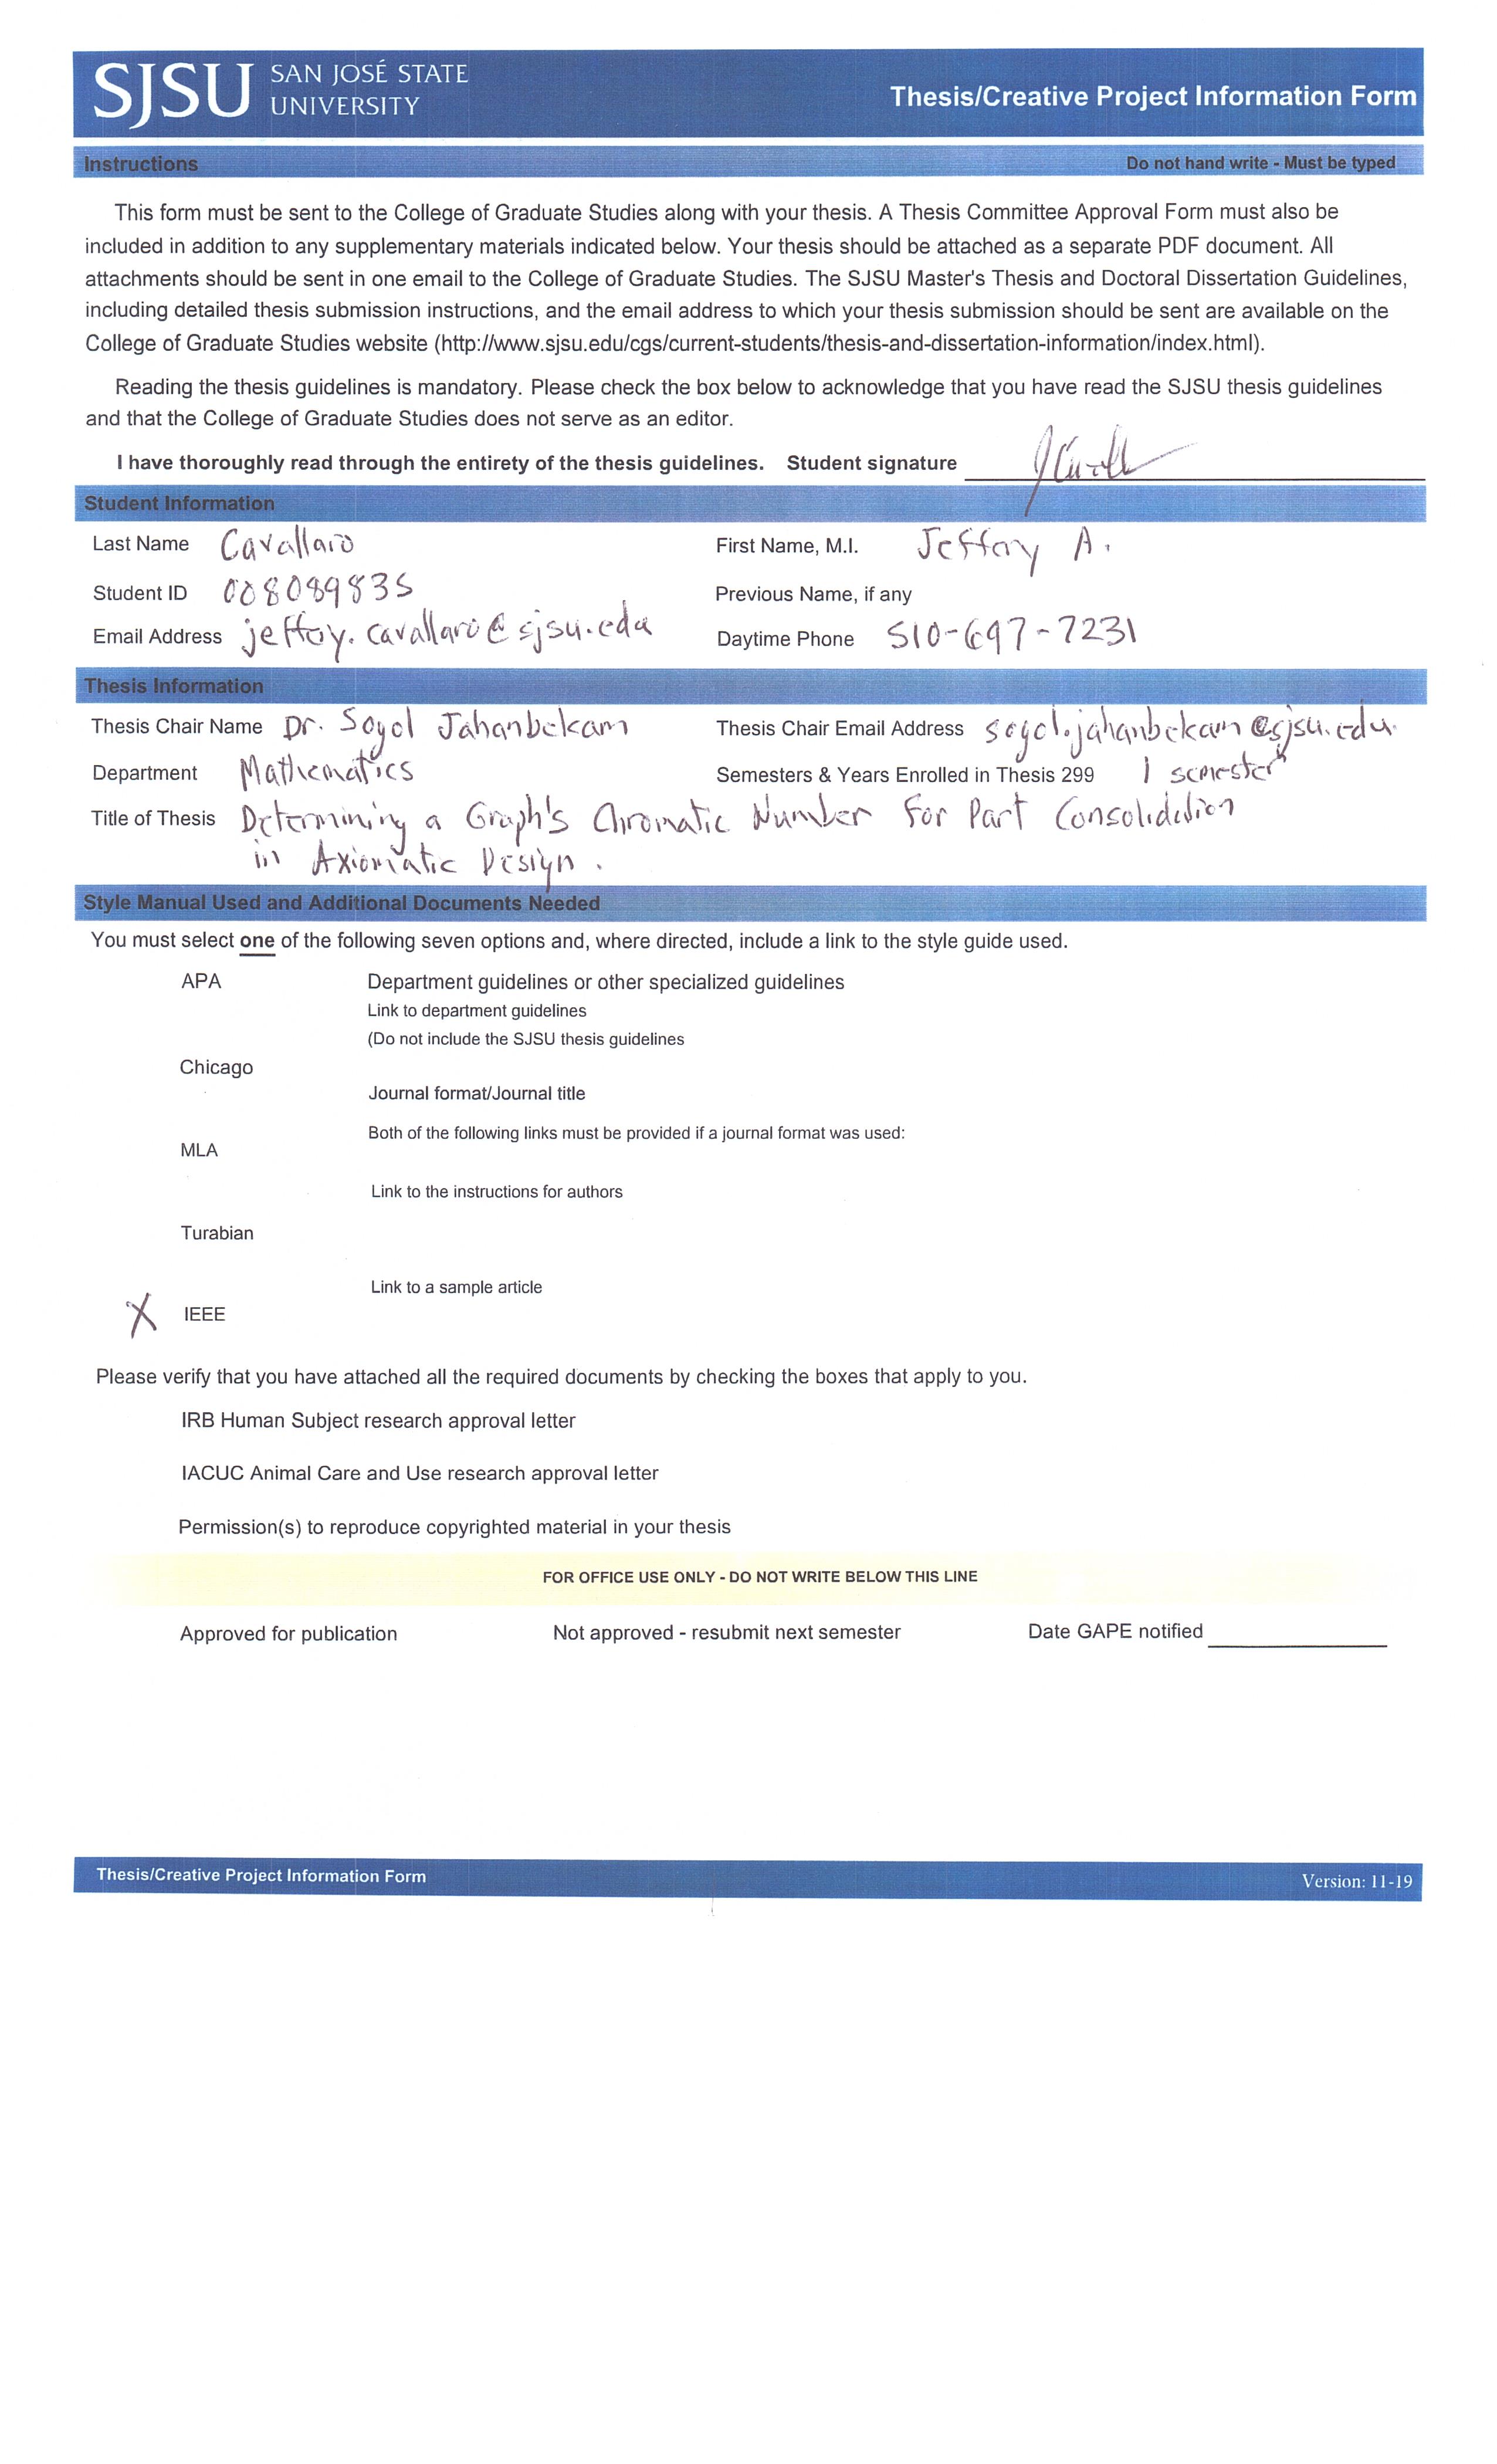 SJSU SAN JOSÉ STATE UNIVERSITY
Thesis/Creative Project Information Form
Instructions
Do not hand write - Must be typed
This form must be sent to the College of Graduate Studies along with your thesis. A Thesis Committee Approval Form must also be
included in addition to any supplementary materials indicated below. Your thesis should be attached as a separate PDF document. All
attachments should be sent in one email to the College of Graduate Studies. The SJSU Master's Thesis and Doctoral Dissertation Guidelines,
including detailed thesis submission instructions, and the email address to which your thesis submission should be sent are available on the
College of Graduate Studies website (http://www.sjsu.edu/cgs/current-students/thesis-and-dissertation-information/index.html).
Reading the thesis guidelines is mandatory. Please check the box below to acknowledge that you have read the SJSU thesis guidelines
and that the College of Graduate Studies does not serve as an editor.
I have thoroughly read through the entirety of the thesis guidelines. Student signature
Student Information
Last Name Cavallaro
First Name, M.I. Jeffery A.
Student ID 008089835
Previous Name, if any
Email Address jeffery.cavallaro@sjsu.edu
Daytime Phone 510-697-7231
Thesis Information
Thesis Chair Name Dr. Sogol Jahanbekam
Thesis Chair Email Address sogol.jahanbekam@sjsu.edu
Department Mathematics
Semesters & Years Enrolled in Thesis 299 1 semester
Title of Thesis Determining a Graph's Chromatic Number For Part Consolidation
in Axiomatic Design.
Style Manual Used and Additional Documents Needed
You must select one of the following seven options and, where directed, include a link to the style guide used.
APA
Department guidelines or other specialized guidelines
Link to department guidelines
(Do not include the SJSU thesis guidelines
Chicago
Journal format/Journal title
Both of the following links must be provided if a journal format was used:
MLA
Link to the instructions for authors
Turabian
Link to a sample article
X IEEE
Please verify that you have attached all the required documents by checking the boxes that apply to you.
IRB Human Subject research approval letter
IACUC Animal Care and Use research approval letter
Permission(s) to reproduce copyrighted material in your thesis
FOR OFFICE USE ONLY - DO NOT WRITE BELOW THIS LINE
Approved for publication
Not approved - resubmit next semester
Date GAPE notified
Thesis/Creative Project Information Form
Version: 11-19